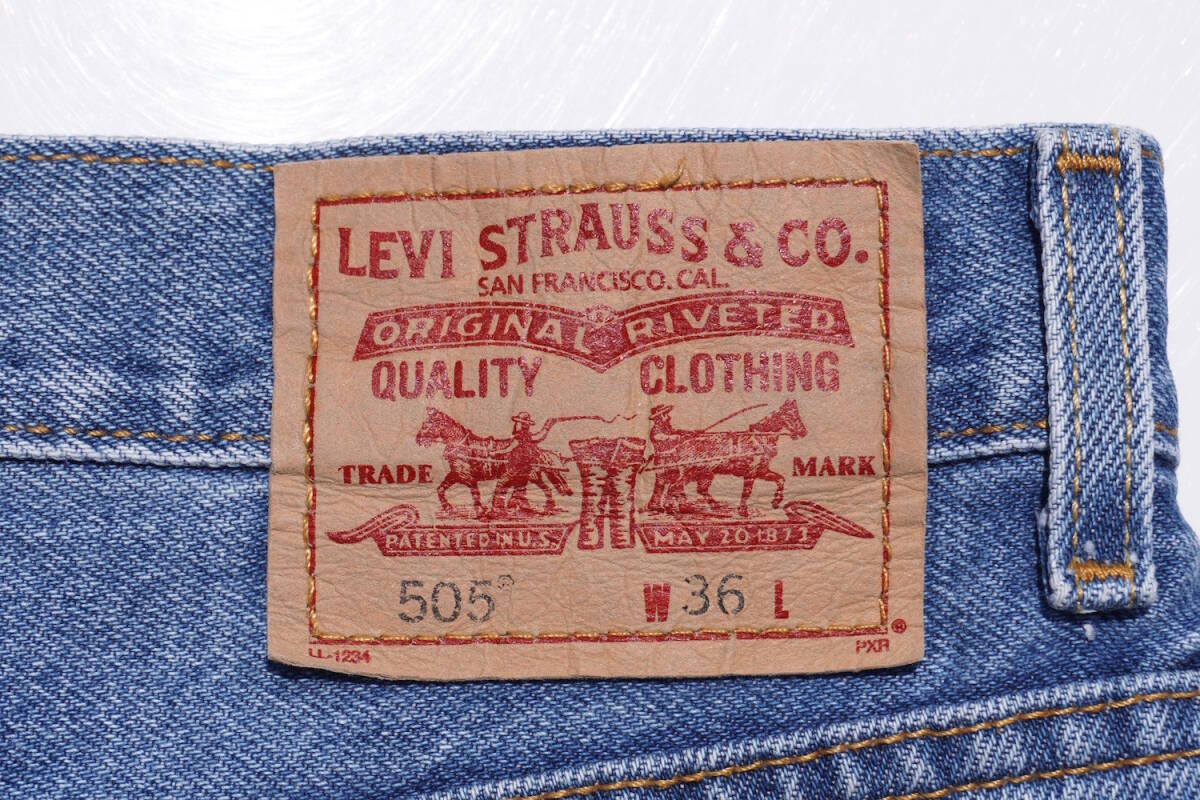 LEVI STRAUSS & CO.
SAN FRANCISCO. CAL.
ORIGINAL RIVETED
QUALITY CLOTHING
TRADE MARK
PATENTED IN U.S. MAY 20 1873
505® W 36 L
LL-1234 PXR ®